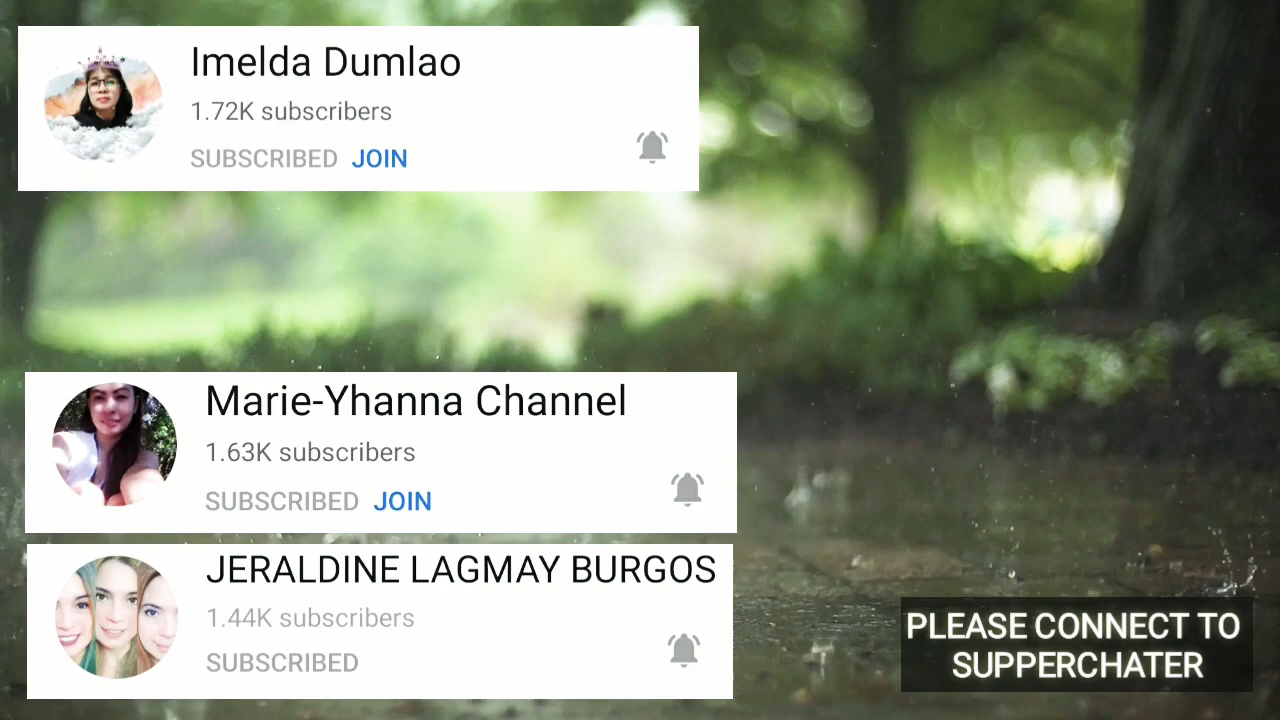 Imelda Dumlao
1.72K subscribers
SUBSCRIBED JOIN
Marie-Yhanna Channel
1.63K subscribers
SUBSCRIBED JOIN
JERALDINE LAGMAY BURGOS
1.44K subscribers
SUBSCRIBED
PLEASE CONNECT TO
SUPPERCHATER